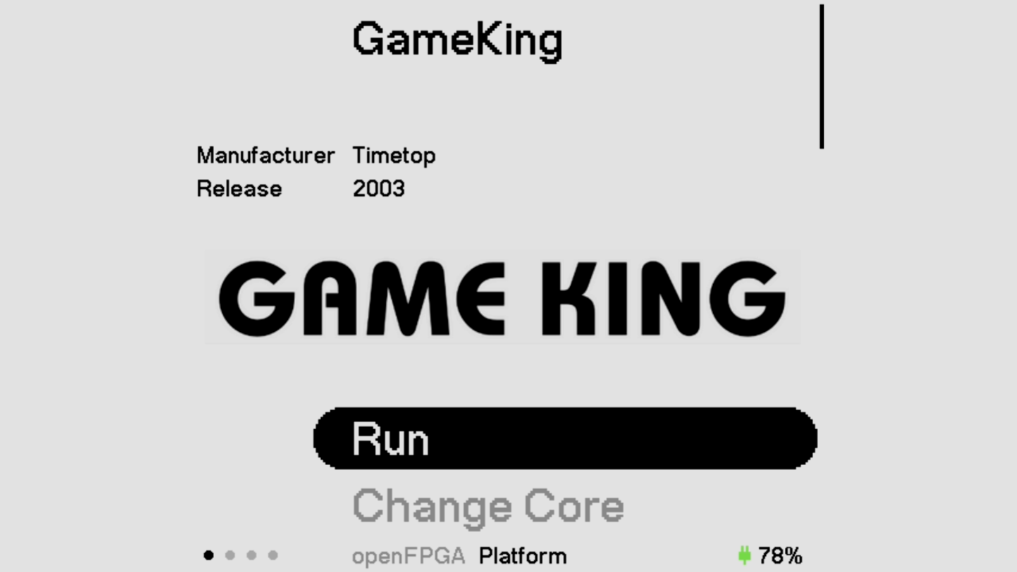 GameKing
Manufacturer Timetop
Release 2003
GAME KING
Run
Change Core
openFPGA Platform 78%